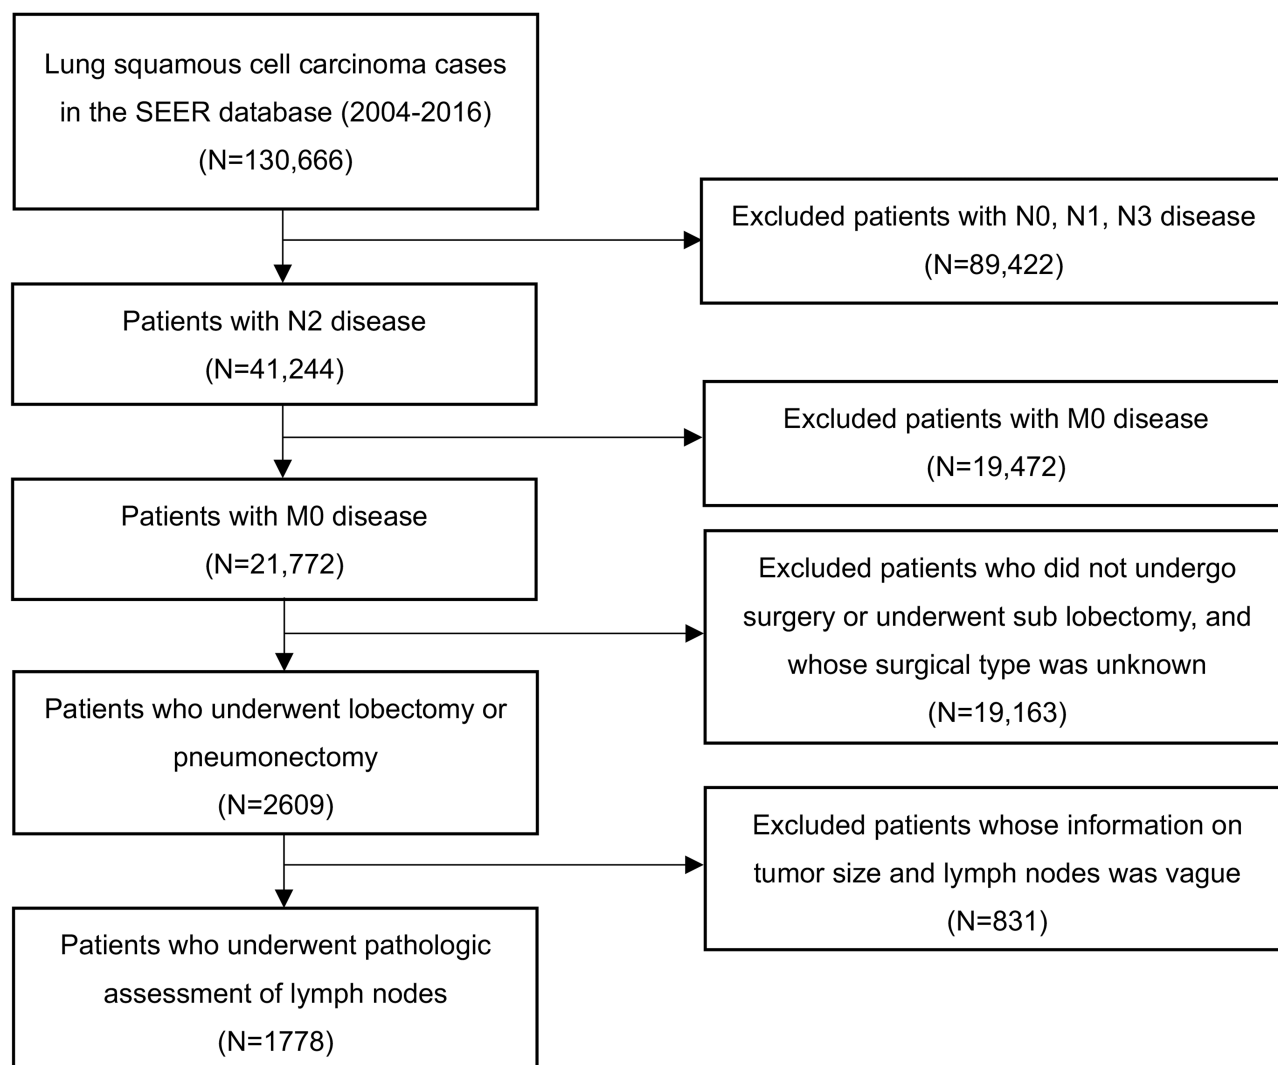 Lung squamous cell carcinoma cases
in the SEER database (2004-2016)
(N=130,666)
Excluded patients with N0, N1, N3 disease
(N=89,422)
Patients with N2 disease
(N=41,244)
Excluded patients with M0 disease
(N=19,472)
Patients with M0 disease
(N=21,772)
Excluded patients who did not undergo
surgery or underwent sub lobectomy, and
whose surgical type was unknown
(N=19,163)
Patients who underwent lobectomy or
pneumonectomy
(N=2609)
Excluded patients whose information on
tumor size and lymph nodes was vague
(N=831)
Patients who underwent pathologic
assessment of lymph nodes
(N=1778)